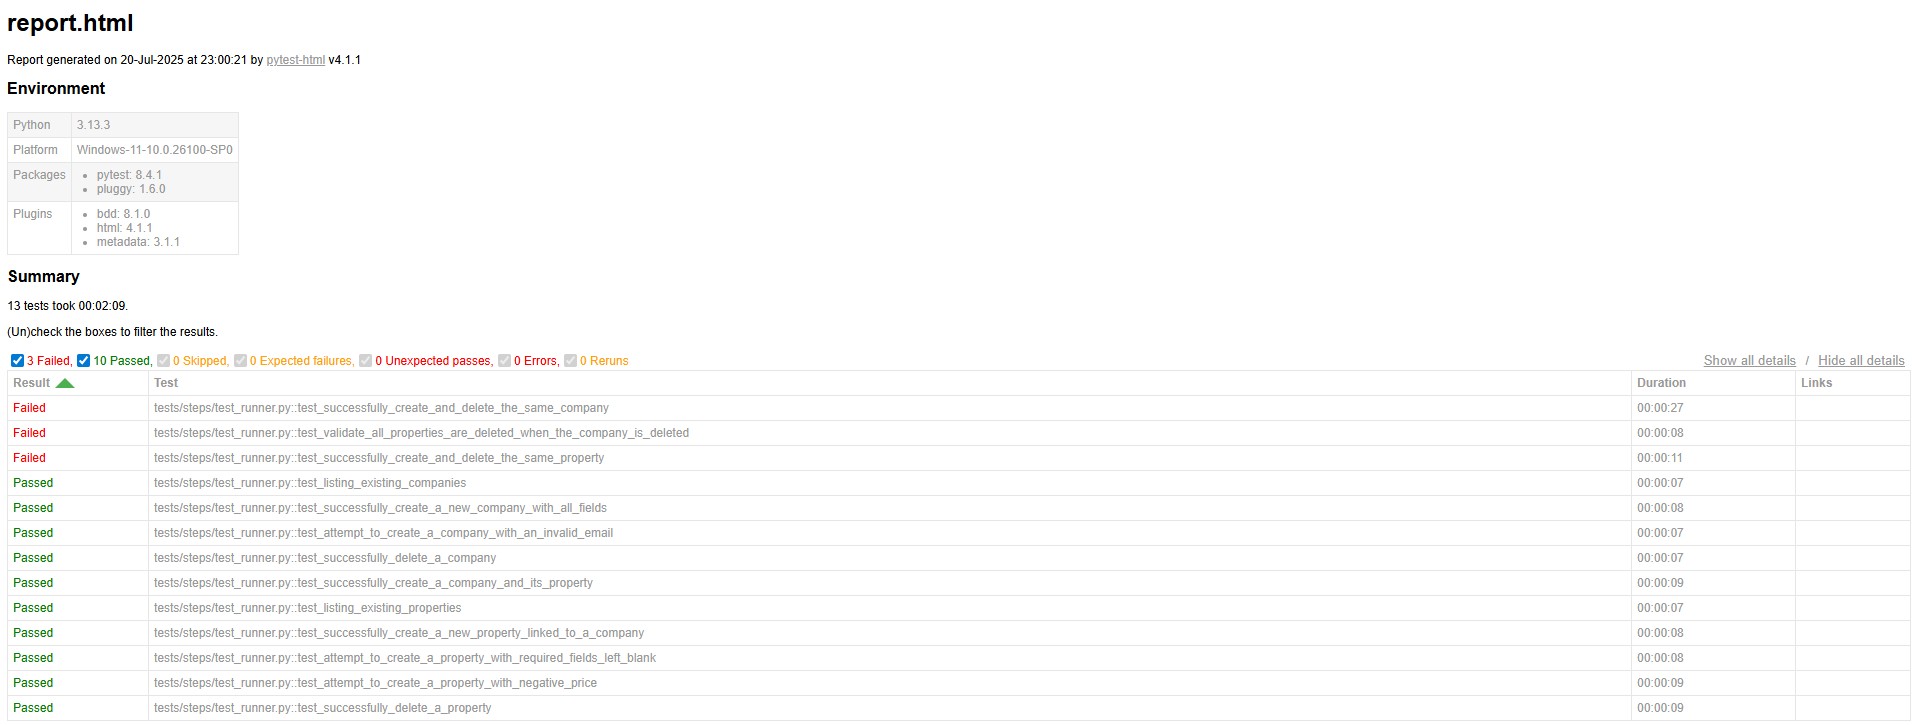 report.html
Report generated on 20-Jul-2025 at 23:00:21 by pytest-html v4.1.1
Environment
Python 3.13.3
Platform Windows-11-10.0.26100-SP0
Packages • pytest: 8.4.1
• pluggy: 1.6.0
Plugins • bdd: 8.1.0
• html: 4.1.1
• metadata: 3.1.1
Summary
13 tests took 00:02:09.
(Un)check the boxes to filter the results.
3 Failed, 10 Passed, 0 Skipped, 0 Expected failures, 0 Unexpected passes, 0 Errors, 0 Reruns Show all details / Hide all details
Result Test Duration Links
Failed tests/steps/test_runner.py::test_successfully_create_and_delete_the_same_company 00:00:27
Failed tests/steps/test_runner.py::test_validate_all_properties_are_deleted_when_the_company_is_deleted 00:00:08
Failed tests/steps/test_runner.py::test_successfully_create_and_delete_the_same_property 00:00:11
Passed tests/steps/test_runner.py::test_listing_existing_companies 00:00:07
Passed tests/steps/test_runner.py::test_successfully_create_a_new_company_with_all_fields 00:00:08
Passed tests/steps/test_runner.py::test_attempt_to_create_a_company_with_an_invalid_email 00:00:07
Passed tests/steps/test_runner.py::test_successfully_delete_a_company 00:00:07
Passed tests/steps/test_runner.py::test_successfully_create_a_company_and_its_property 00:00:09
Passed tests/steps/test_runner.py::test_listing_existing_properties 00:00:07
Passed tests/steps/test_runner.py::test_successfully_create_a_new_property_linked_to_a_company 00:00:08
Passed tests/steps/test_runner.py::test_attempt_to_create_a_property_with_required_fields_left_blank 00:00:08
Passed tests/steps/test_runner.py::test_attempt_to_create_a_property_with_negative_price 00:00:09
Passed tests/steps/test_runner.py::test_successfully_delete_a_property 00:00:09